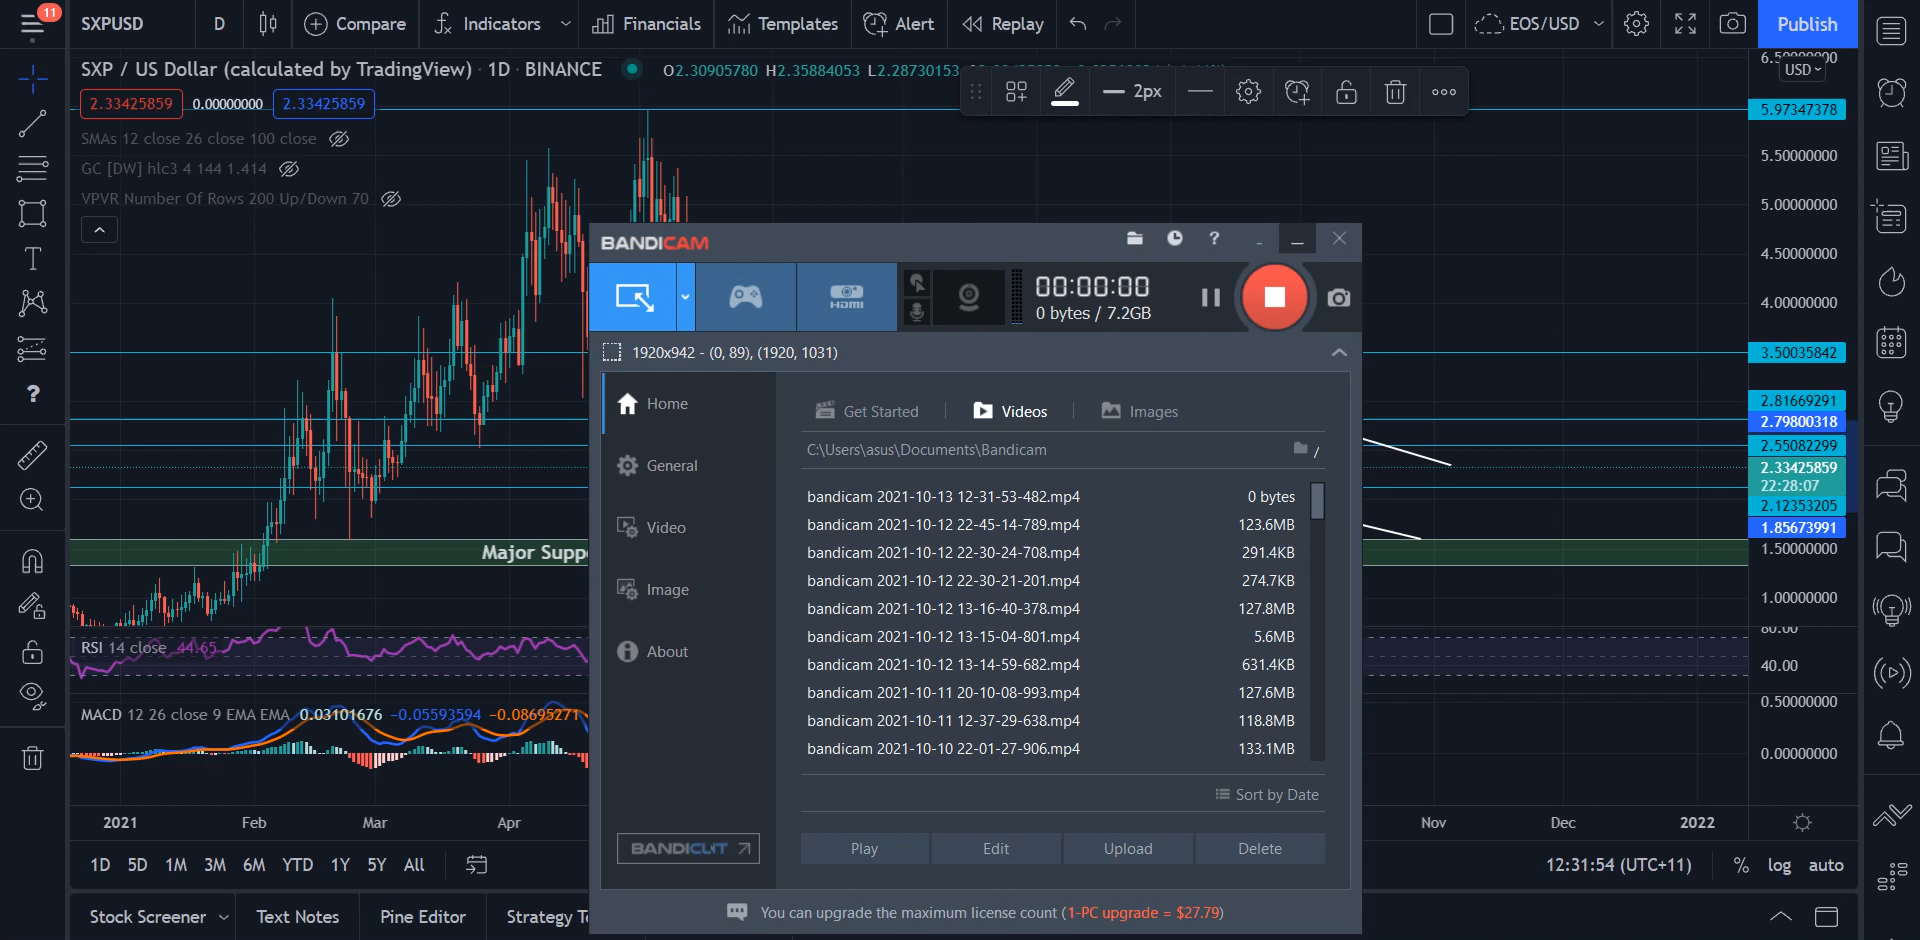 11
SXPUSD
D
Compare
Indicators
Financials
Templates
Alert
Replay
EOS/USD
Publish
SXP / US Dollar (calculated by TradingView) · 1D · BINANCE
O2.30905780 H2.35884053 L2.28730153
USD
2.33425859 0.00000000 2.33425859
2px
SMAs 12 close 26 close 100 close
GC [DW] hlc3 4 144 1.414
VPVR Number Of Rows 200 Up/Down 70
5.97347378
5.50000000
5.00000000
4.50000000
4.00000000
3.50035842
2.81669291
2.79800318
2.55082299
2.33425859
22:28:07
2.12353205
1.85673991
1.50000000
1.00000000
80.00
40.00
0.50000000
0.00000000
Major Suppo
RSI 14 close 44.65
MACD 12 26 close 9 EMA EMA 0.03101676 −0.05593594 −0.08695271
2021
Feb
Mar
Apr
Nov
Dec
2022
1D 5D 1M 3M 6M YTD 1Y 5Y All
12:31:54 (UTC+11)
% log auto
Stock Screener
Text Notes
Pine Editor
Strategy Te
BANDICAM
?
HDMI
00:00:00
0 bytes / 7.2GB
1920x942 - (0, 89), (1920, 1031)
Home
General
Video
Image
About
BANDICUT
Get Started
Videos
Images
C:\Users\asus\Documents\Bandicam
/
bandicam 2021-10-13 12-31-53-482.mp4 0 bytes
bandicam 2021-10-12 22-45-14-789.mp4 123.6MB
bandicam 2021-10-12 22-30-24-708.mp4 291.4KB
bandicam 2021-10-12 22-30-21-201.mp4 274.7KB
bandicam 2021-10-12 13-16-40-378.mp4 127.8MB
bandicam 2021-10-12 13-15-04-801.mp4 5.6MB
bandicam 2021-10-12 13-14-59-682.mp4 631.4KB
bandicam 2021-10-11 20-10-08-993.mp4 127.6MB
bandicam 2021-10-11 12-37-29-638.mp4 118.8MB
bandicam 2021-10-10 22-01-27-906.mp4 133.1MB
Sort by Date
Play
Edit
Upload
Delete
You can upgrade the maximum license count (1-PC upgrade = $27.79)